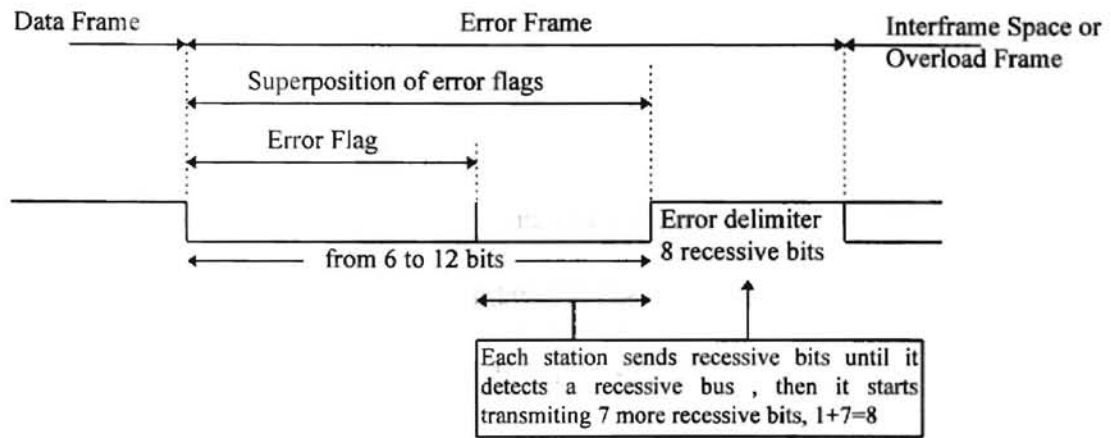 Data Frame
Error Frame
Interframe Space or
Overload Frame
Superposition of error flags
Error Flag
Error delimiter
8 recessive bits
from 6 to 12 bits
Each station sends recessive bits until it
detects a recessive bus , then it starts
transmiting 7 more recessive bits, 1+7=8